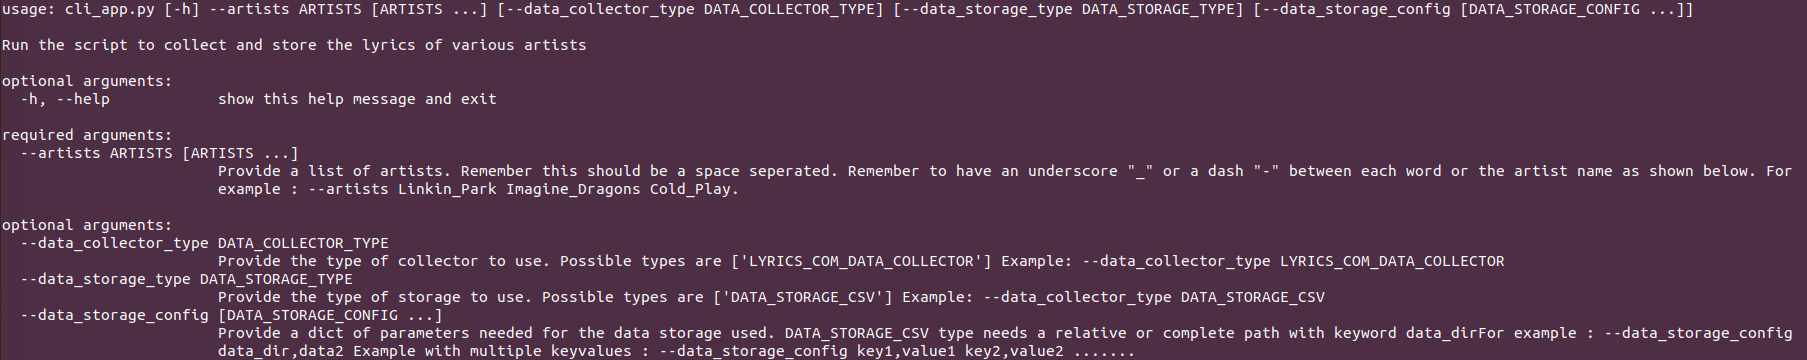 usage: cli_app.py [-h] --artists ARTISTS [ARTISTS ...] [--data_collector_type DATA_COLLECTOR_TYPE] [--data_storage_type DATA_STORAGE_TYPE] [--data_storage_config [DATA_STORAGE_CONFIG ...]]
Run the script to collect and store the lyrics of various artists
optional arguments:
-h, --help show this help message and exit
required arguments:
--artists ARTISTS [ARTISTS ...]
Provide a list of artists. Remember this should be a space seperated. Remember to have an underscore "_" or a dash "-" between each word or the artist name as shown below. For
example : --artists Linkin_Park Imagine_Dragons Cold_Play.
optional arguments:
--data_collector_type DATA_COLLECTOR_TYPE
Provide the type of collector to use. Possible types are ['LYRICS_COM_DATA_COLLECTOR'] Example: --data_collector_type LYRICS_COM_DATA_COLLECTOR
--data_storage_type DATA_STORAGE_TYPE
Provide the type of storage to use. Possible types are ['DATA_STORAGE_CSV'] Example: --data_collector_type DATA_STORAGE_CSV
--data_storage_config [DATA_STORAGE_CONFIG ...]
Provide a dict of parameters needed for the data storage used. DATA_STORAGE_CSV type needs a relative or complete path with keyword data_dirFor example : --data_storage_config
data_dir,data2 Example with multiple keyvalues : --data_storage_config key1,value1 key2,value2 .......